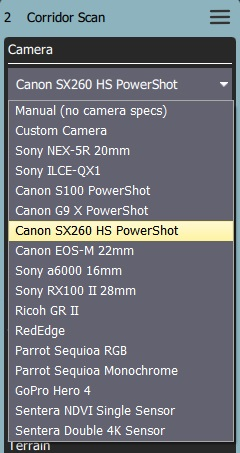 2 Corridor Scan
Camera
Canon SX260 HS PowerShot
Manual (no camera specs)
Custom Camera
Sony NEX-5R 20mm
Sony ILCE-QX1
Canon S100 PowerShot
Canon G9 X PowerShot
Canon SX260 HS PowerShot
Canon EOS-M 22mm
Sony a6000 16mm
Sony RX100 II 28mm
Ricoh GR II
RedEdge
Parrot Sequioa RGB
Parrot Sequioa Monochrome
GoPro Hero 4
Sentera NDVI Single Sensor
Sentera Double 4K Sensor
Terrain